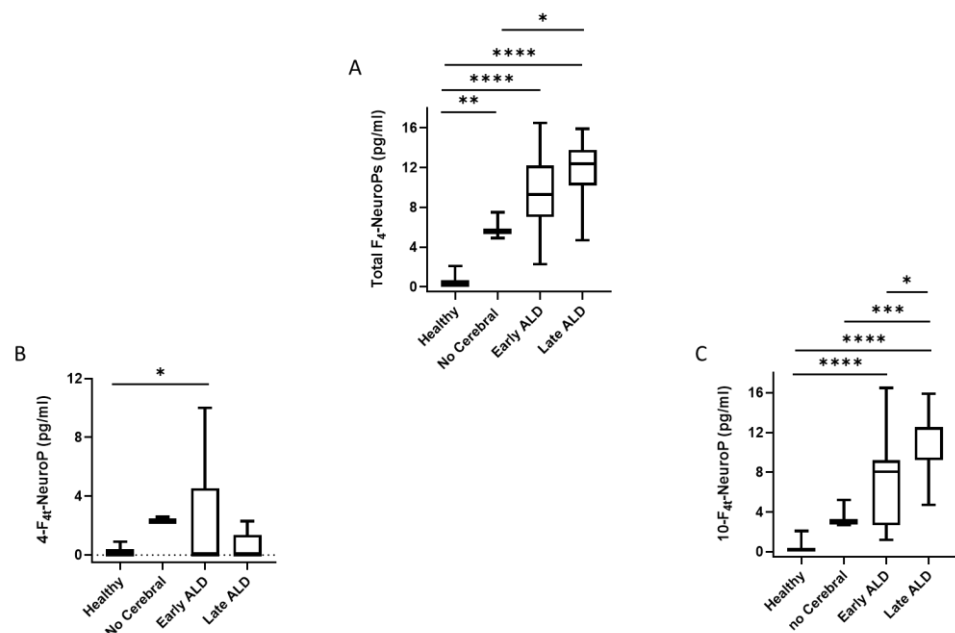 A
*
****
****
**
Total F₄-NeuroPs (pg/ml)
16
12
8
4
0
Healthy
No Cerebral
Early ALD
Late ALD
B
*
4-F₄ₜ-NeuroP (pg/ml)
12
8
4
0
Healthy
No Cerebral
Early ALD
Late ALD
C
*
***
****
****
10-F₄ₜ-NeuroP (pg/ml)
16
12
8
4
0
Healthy
no Cerebral
Early ALD
Late ALD